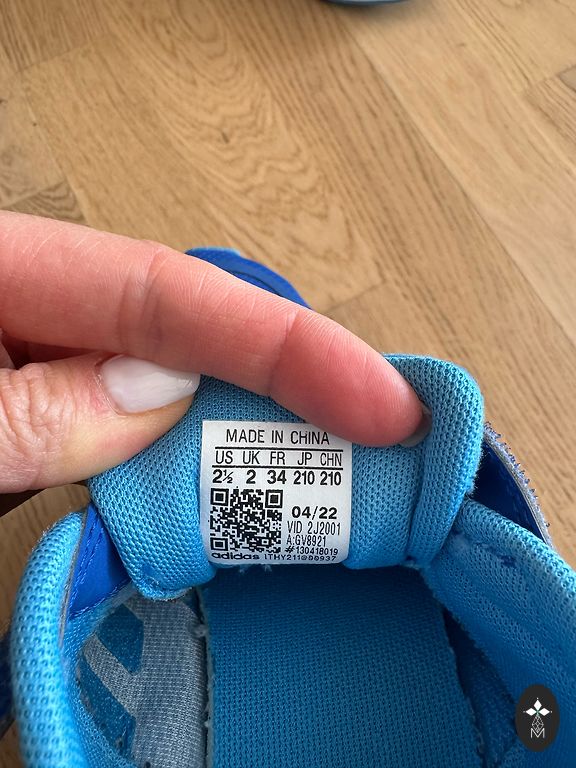 MADE IN CHINA
US UK FR JP CHN
2½ 2 34 210 210
04/22
VID 2J2001
A:GV8921
#130418019
adidas ITHY211@00937
M